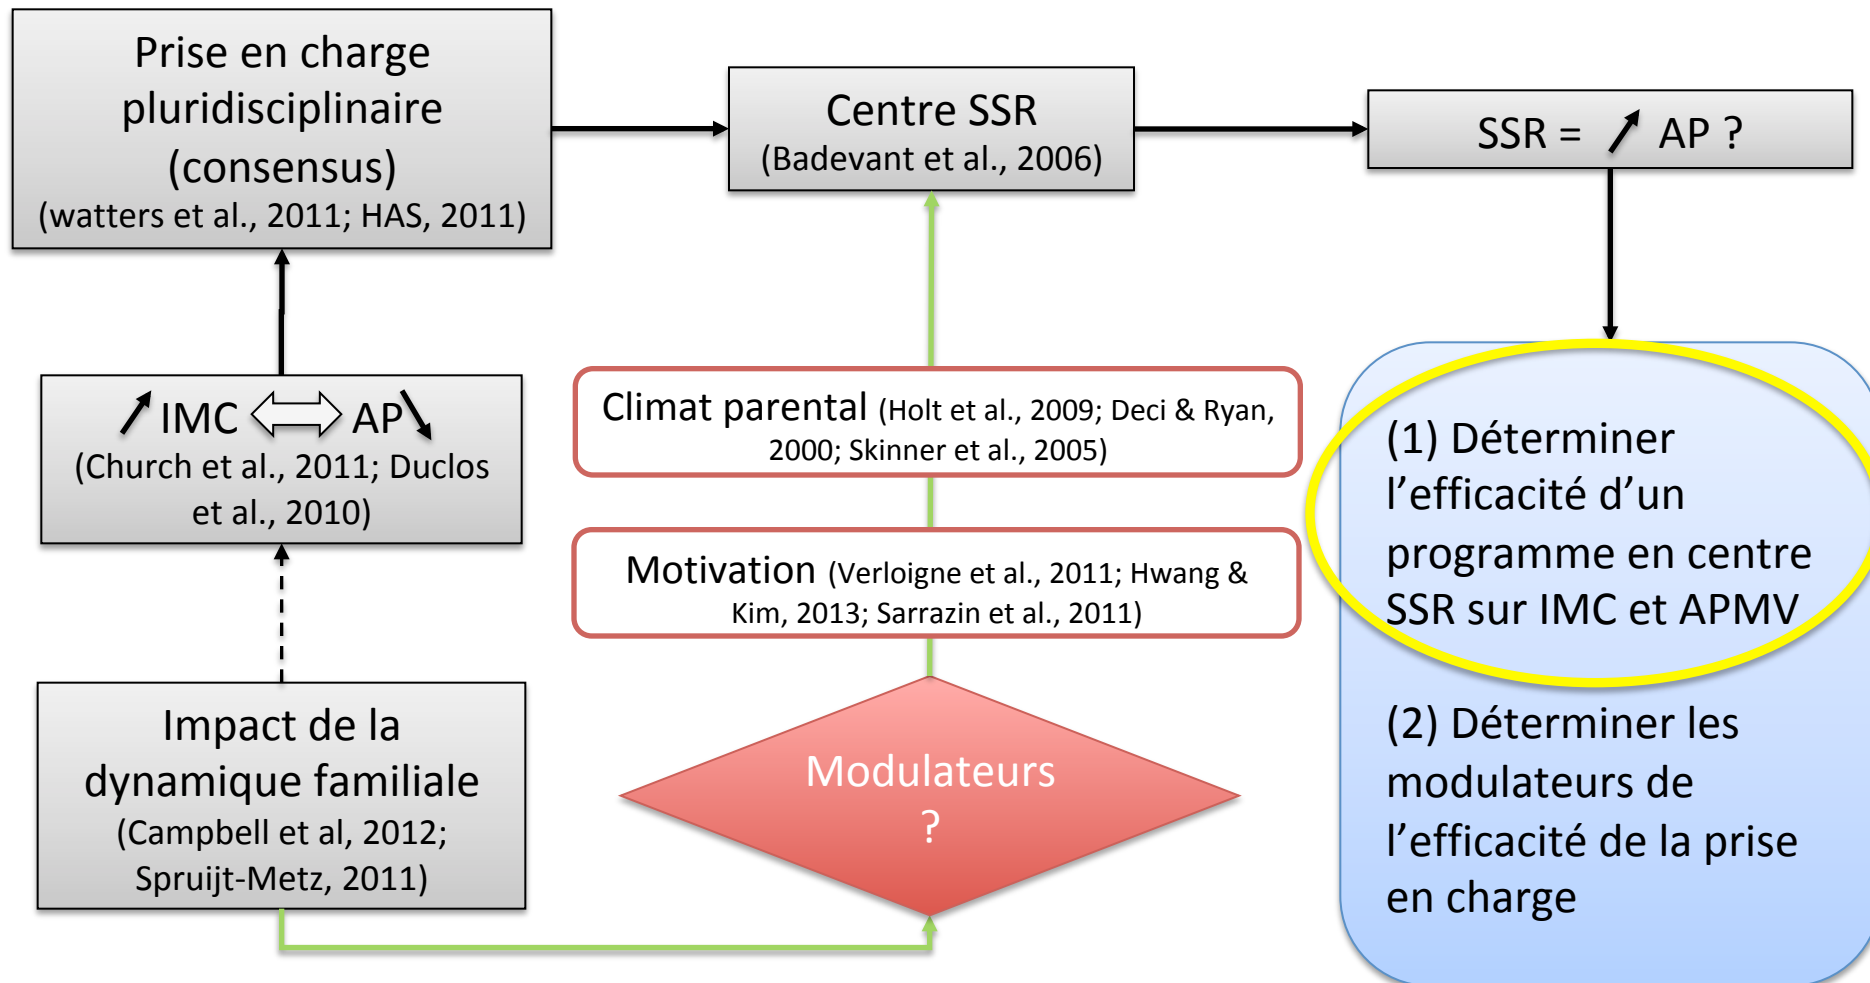 Prise en charge
pluridisciplinaire
(consensus)
(watters et al., 2011; HAS, 2011)
Centre SSR
(Badevant et al., 2006)
SSR = AP ?
IMC AP
(Church et al., 2011; Duclos
et al., 2010)
Climat parental (Holt et al., 2009; Deci & Ryan,
2000; Skinner et al., 2005)
Motivation (Verloigne et al., 2011; Hwang &
Kim, 2013; Sarrazin et al., 2011)
Impact de la
dynamique familiale
(Campbell et al, 2012;
Spruijt-Metz, 2011)
Modulateurs
?
(1) Déterminer
l’efficacité d’un
programme en centre
SSR sur IMC et APMV
(2) Déterminer les
modulateurs de
l’efficacité de la prise
en charge